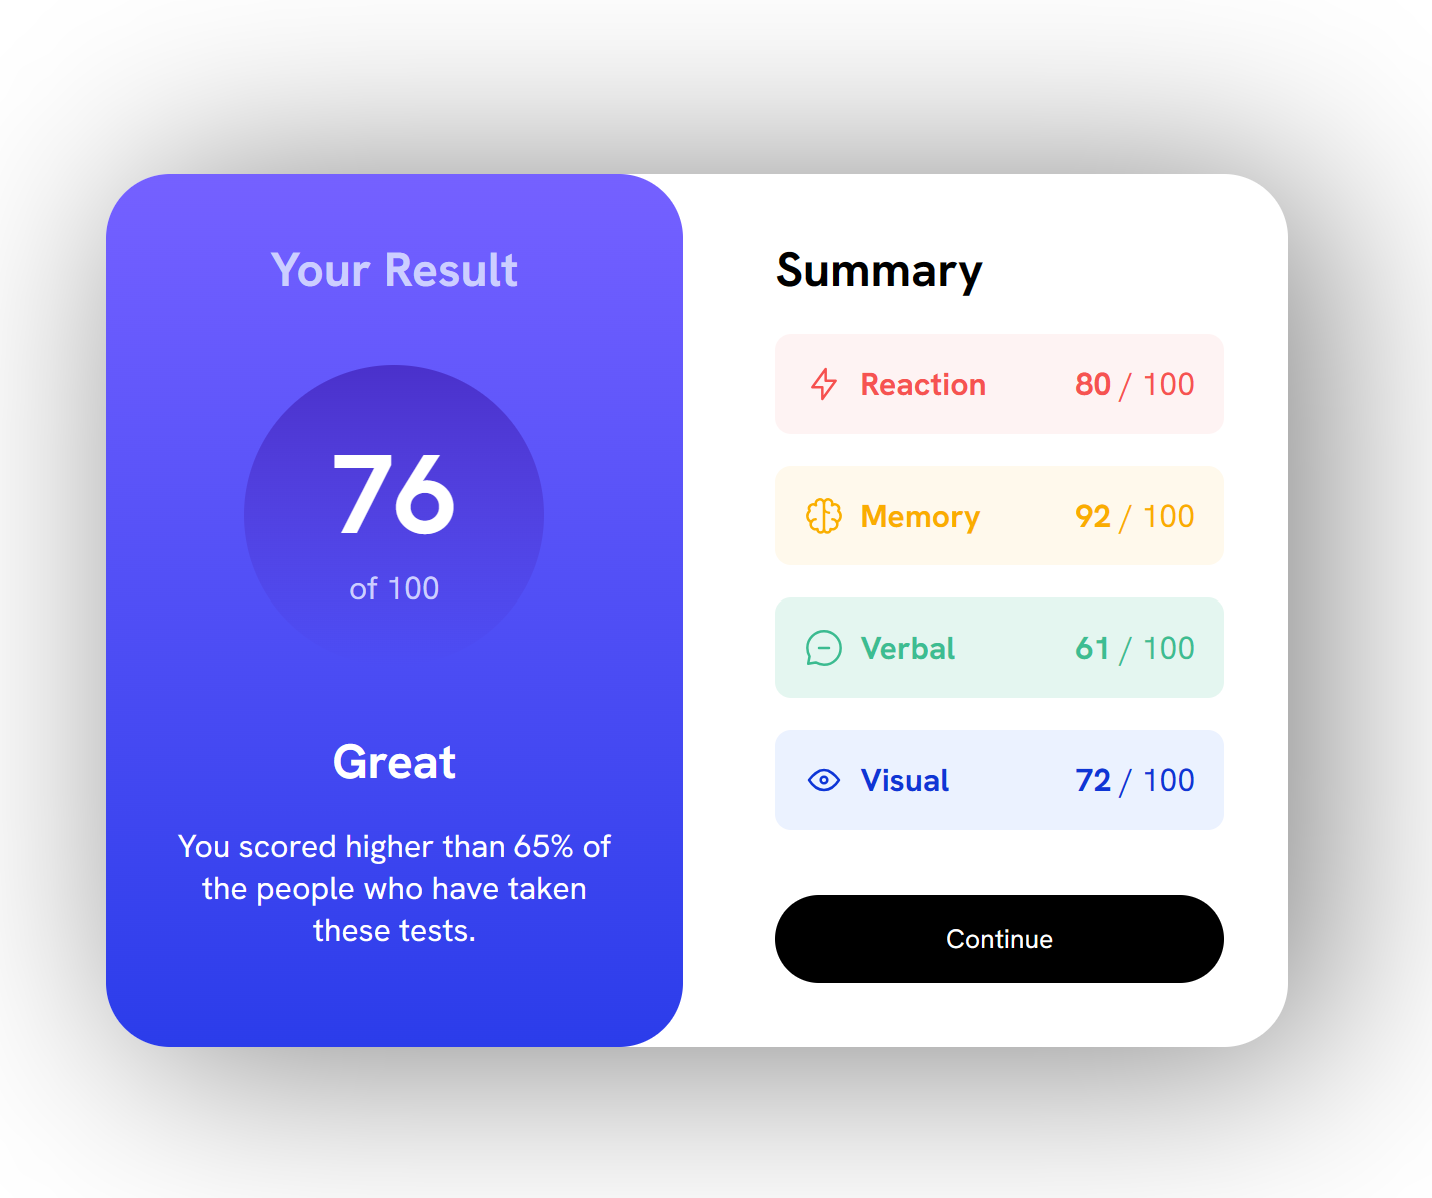 Your Result
76
of 100
Great
You scored higher than 65% of
the people who have taken
these tests.
Summary
Reaction 80 / 100
Memory 92 / 100
Verbal 61 / 100
Visual 72 / 100
Continue